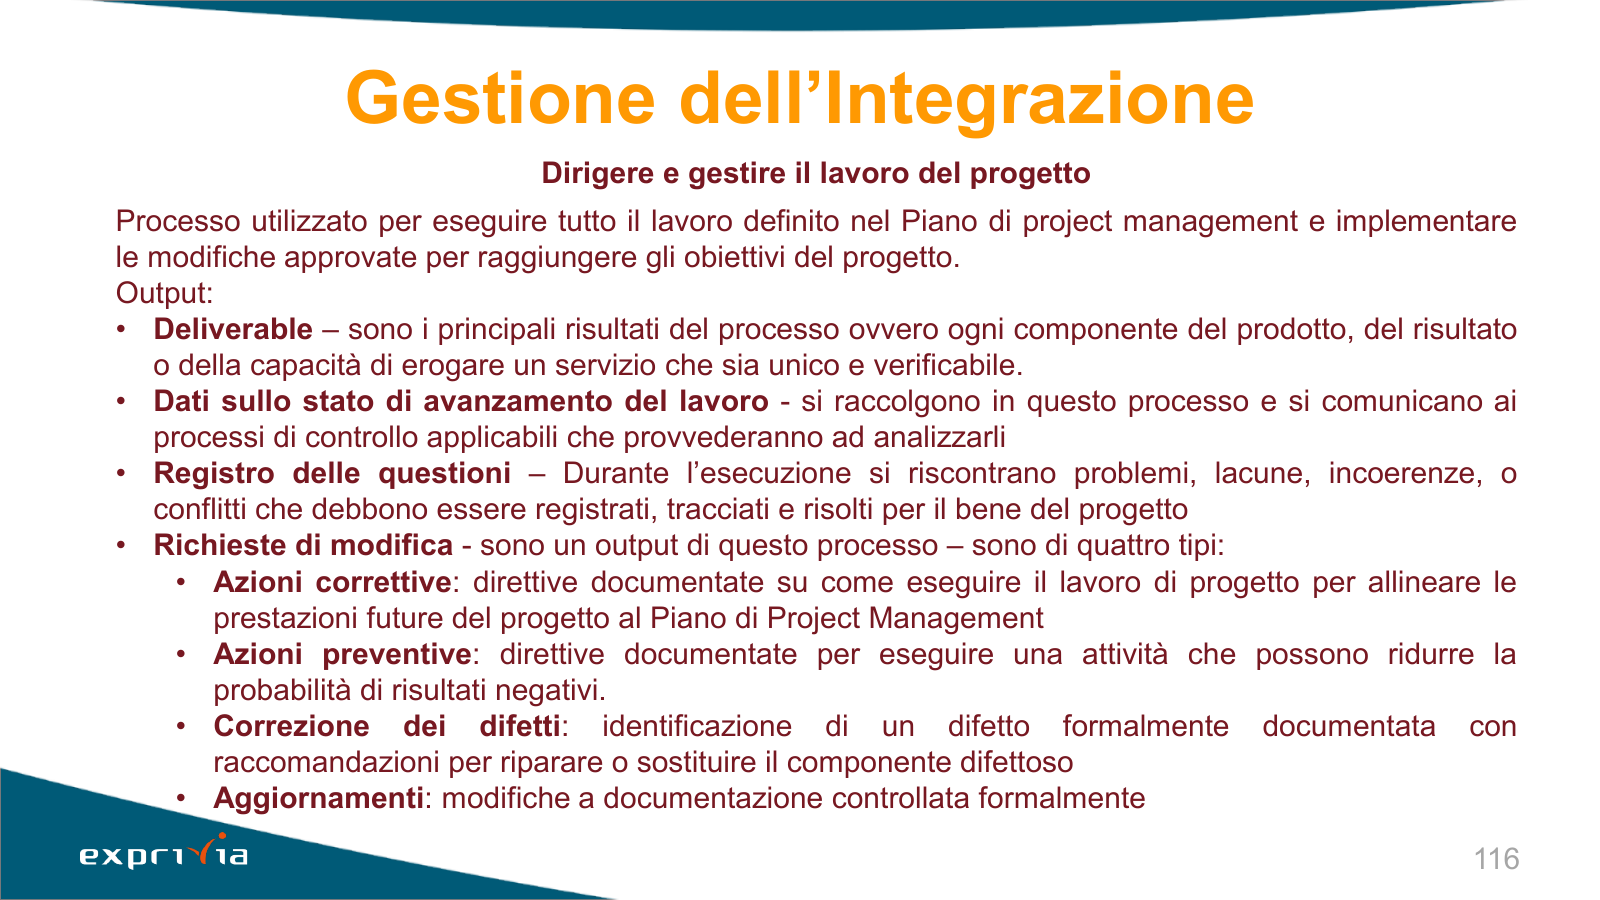 Gestione dell’Integrazione
Dirigere e gestire il lavoro del progetto
Processo utilizzato per eseguire tutto il lavoro definito nel Piano di project management e implementare
le modifiche approvate per raggiungere gli obiettivi del progetto.
Output:
• Deliverable – sono i principali risultati del processo ovvero ogni componente del prodotto, del risultato
o della capacità di erogare un servizio che sia unico e verificabile.
• Dati sullo stato di avanzamento del lavoro - si raccolgono in questo processo e si comunicano ai
processi di controllo applicabili che provvederanno ad analizzarli
• Registro delle questioni – Durante l’esecuzione si riscontrano problemi, lacune, incoerenze, o
conflitti che debbono essere registrati, tracciati e risolti per il bene del progetto
• Richieste di modifica - sono un output di questo processo – sono di quattro tipi:
• Azioni correttive: direttive documentate su come eseguire il lavoro di progetto per allineare le
prestazioni future del progetto al Piano di Project Management
• Azioni preventive: direttive documentate per eseguire una attività che possono ridurre la
probabilità di risultati negativi.
• Correzione dei difetti: identificazione di un difetto formalmente documentata con
raccomandazioni per riparare o sostituire il componente difettoso
• Aggiornamenti: modifiche a documentazione controllata formalmente
exprivia
116